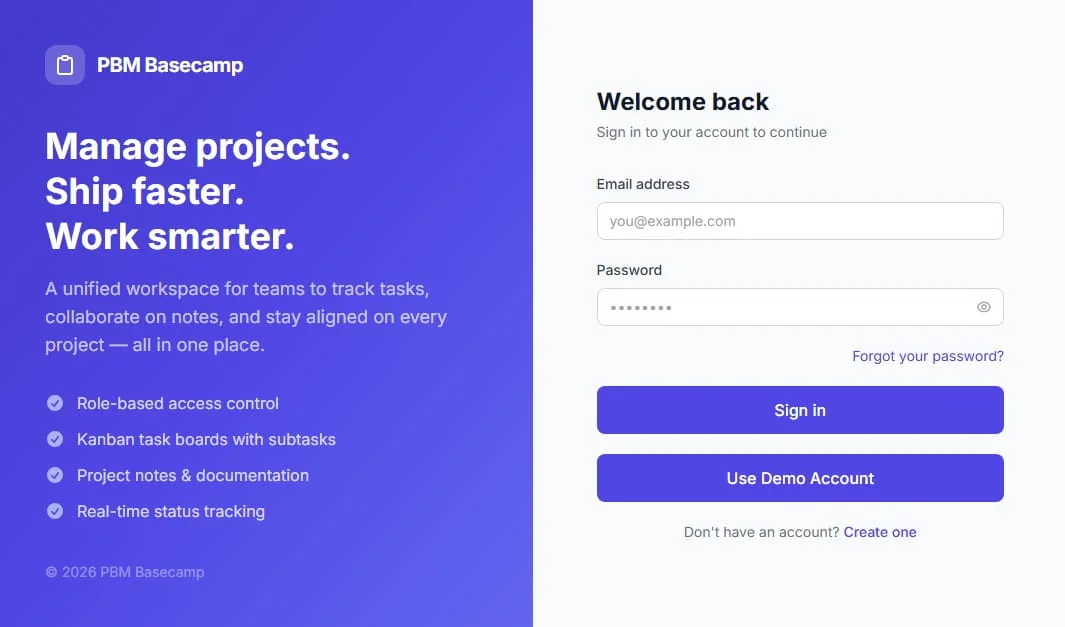 PBM Basecamp
Manage projects.
Ship faster.
Work smarter.
A unified workspace for teams to track tasks,
collaborate on notes, and stay aligned on every
project — all in one place.
Role-based access control
Kanban task boards with subtasks
Project notes & documentation
Real-time status tracking
© 2026 PBM Basecamp
Welcome back
Sign in to your account to continue
Email address
you@example.com
Password
••••••••
Forgot your password?
Sign in
Use Demo Account
Don't have an account? Create one